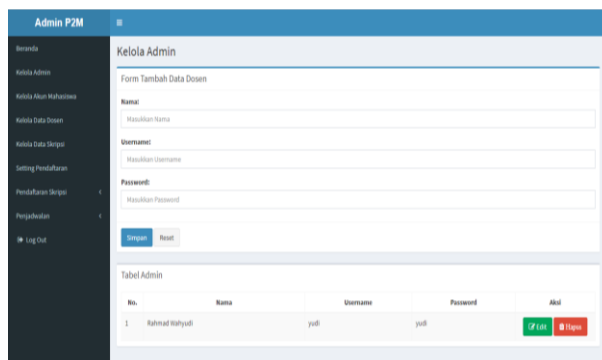 Admin P2M
Beranda
Kelola Admin
Kelola Akun Mahasiswa
Kelola Data Dosen
Kelola Data Skripsi
Setting Pendaftaran
Pendaftaran Skripsi
Penjadwalan
Log Out
Kelola Admin
Form Tambah Data Dosen
Nama:
Masukkan Nama
Username:
Masukkan Username
Password:
Masukkan Password
Simpan Reset
Tabel Admin
No. Nama Username Password Aksi
1 Rahmad Wahyudi yudi yudi Edit Hapus